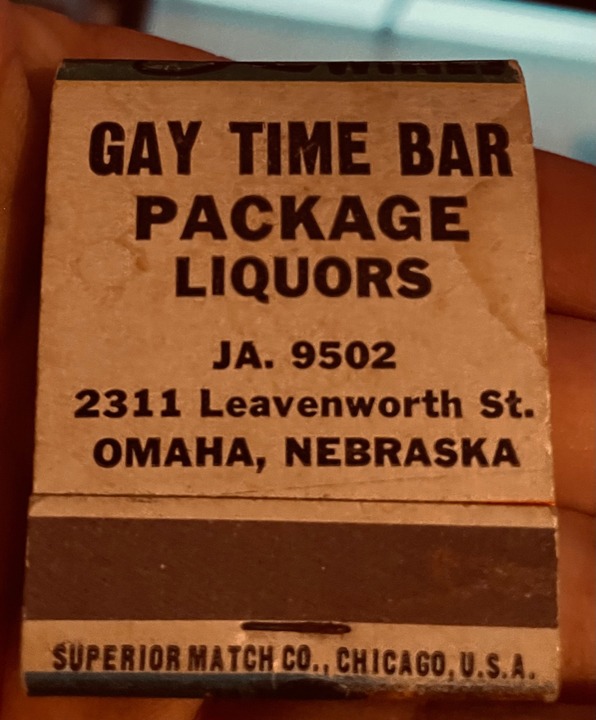 GAY TIME BAR
PACKAGE
LIQUORS
JA. 9502
2311 Leavenworth St.
OMAHA, NEBRASKA
SUPERIOR MATCH CO., CHICAGO, U.S.A.